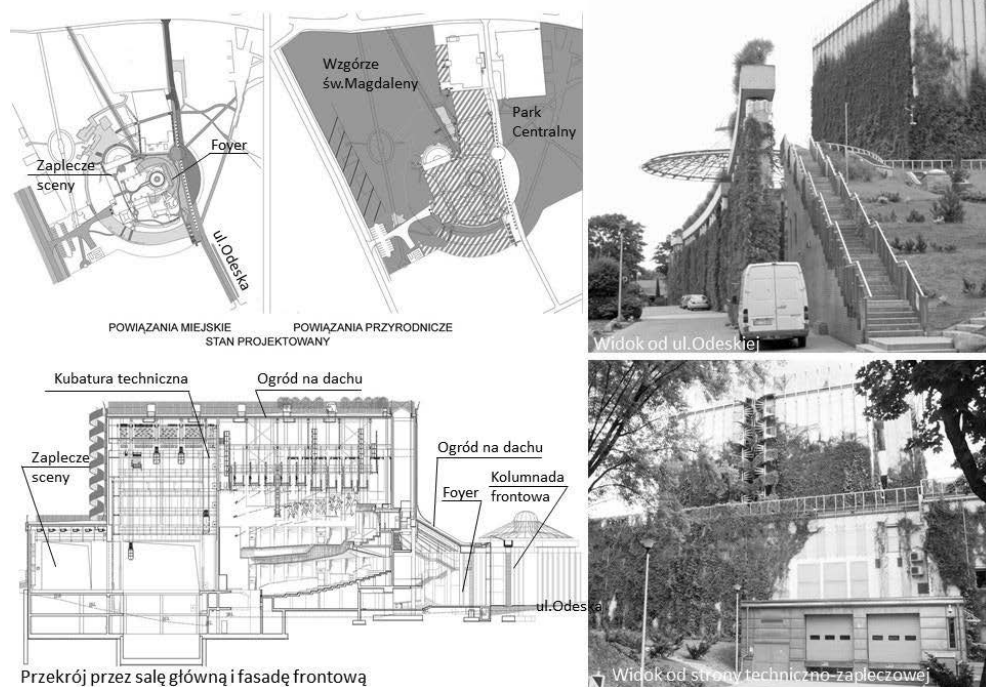 Zaplecze
sceny
Foyer
ul.Odeska
Wzgórze
św.Magdaleny
Park
Centralny
POWIĄZANIA MIEJSKIE
POWIĄZANIA PRZYRODNICZE
STAN PROJEKTOWANY
Widok od ul.Odeskiej
Kubatura techniczna
Ogród na dachu
Zaplecze
sceny
Ogród na dachu
Foyer
Kolumnada
frontowa
ul.Odeska
Przekrój przez salę główną i fasadę frontową
Widok od strony techniczno-zapleczowej